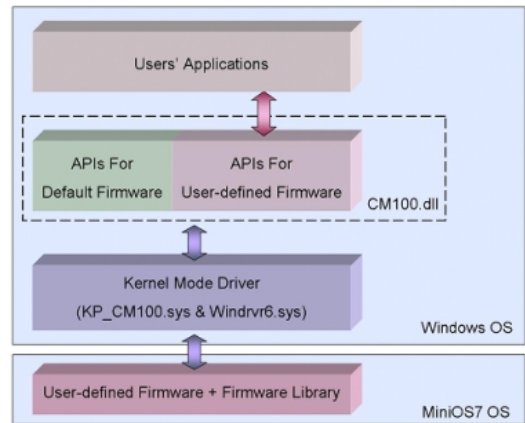 Users' Applications
APIs For
Default Firmware
APIs For
User-defined Firmware
CM100.dll
Kernel Mode Driver
(KP_CM100.sys & Windrvr6.sys)
Windows OS
User-defined Firmware + Firmware Library
MiniOS7 OS